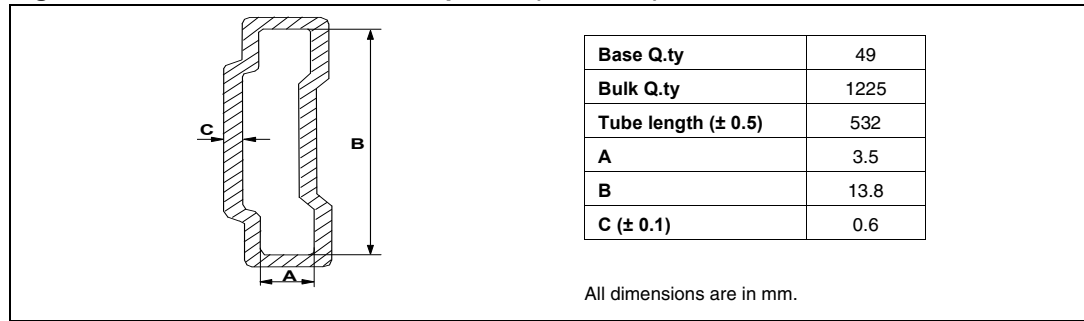 C
B
A
Base Q.ty 49
Bulk Q.ty 1225
Tube length (± 0.5) 532
A 3.5
B 13.8
C (± 0.1) 0.6
All dimensions are in mm.